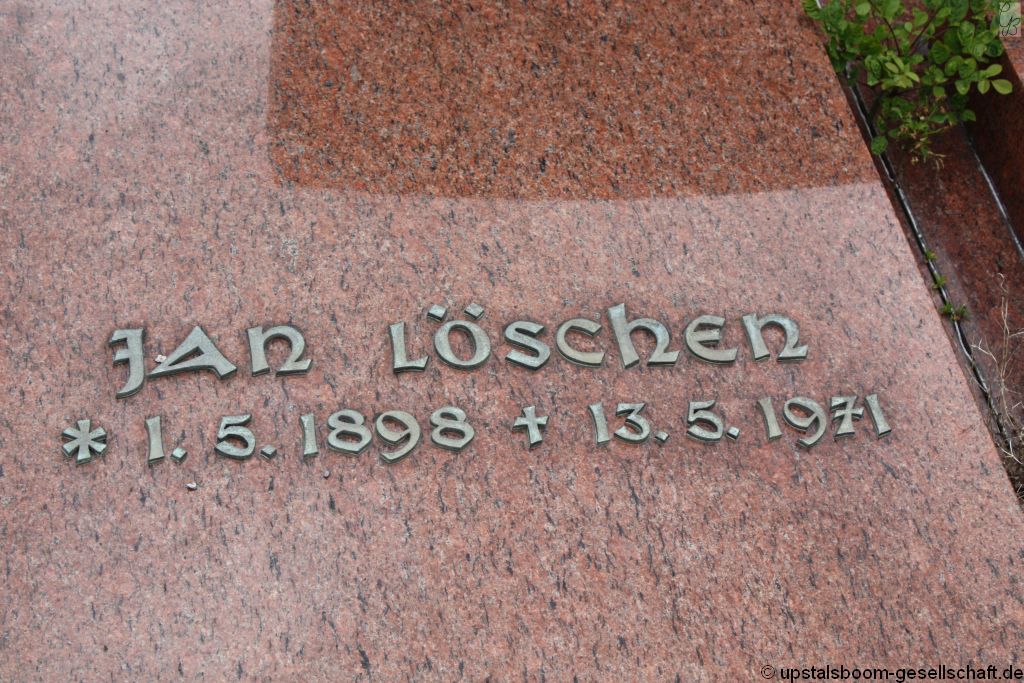 JAN LÖSCHEN
* 1. 5. 1898 ✝ 13. 5. 1971
© upstalsboom-gesellschaft.de